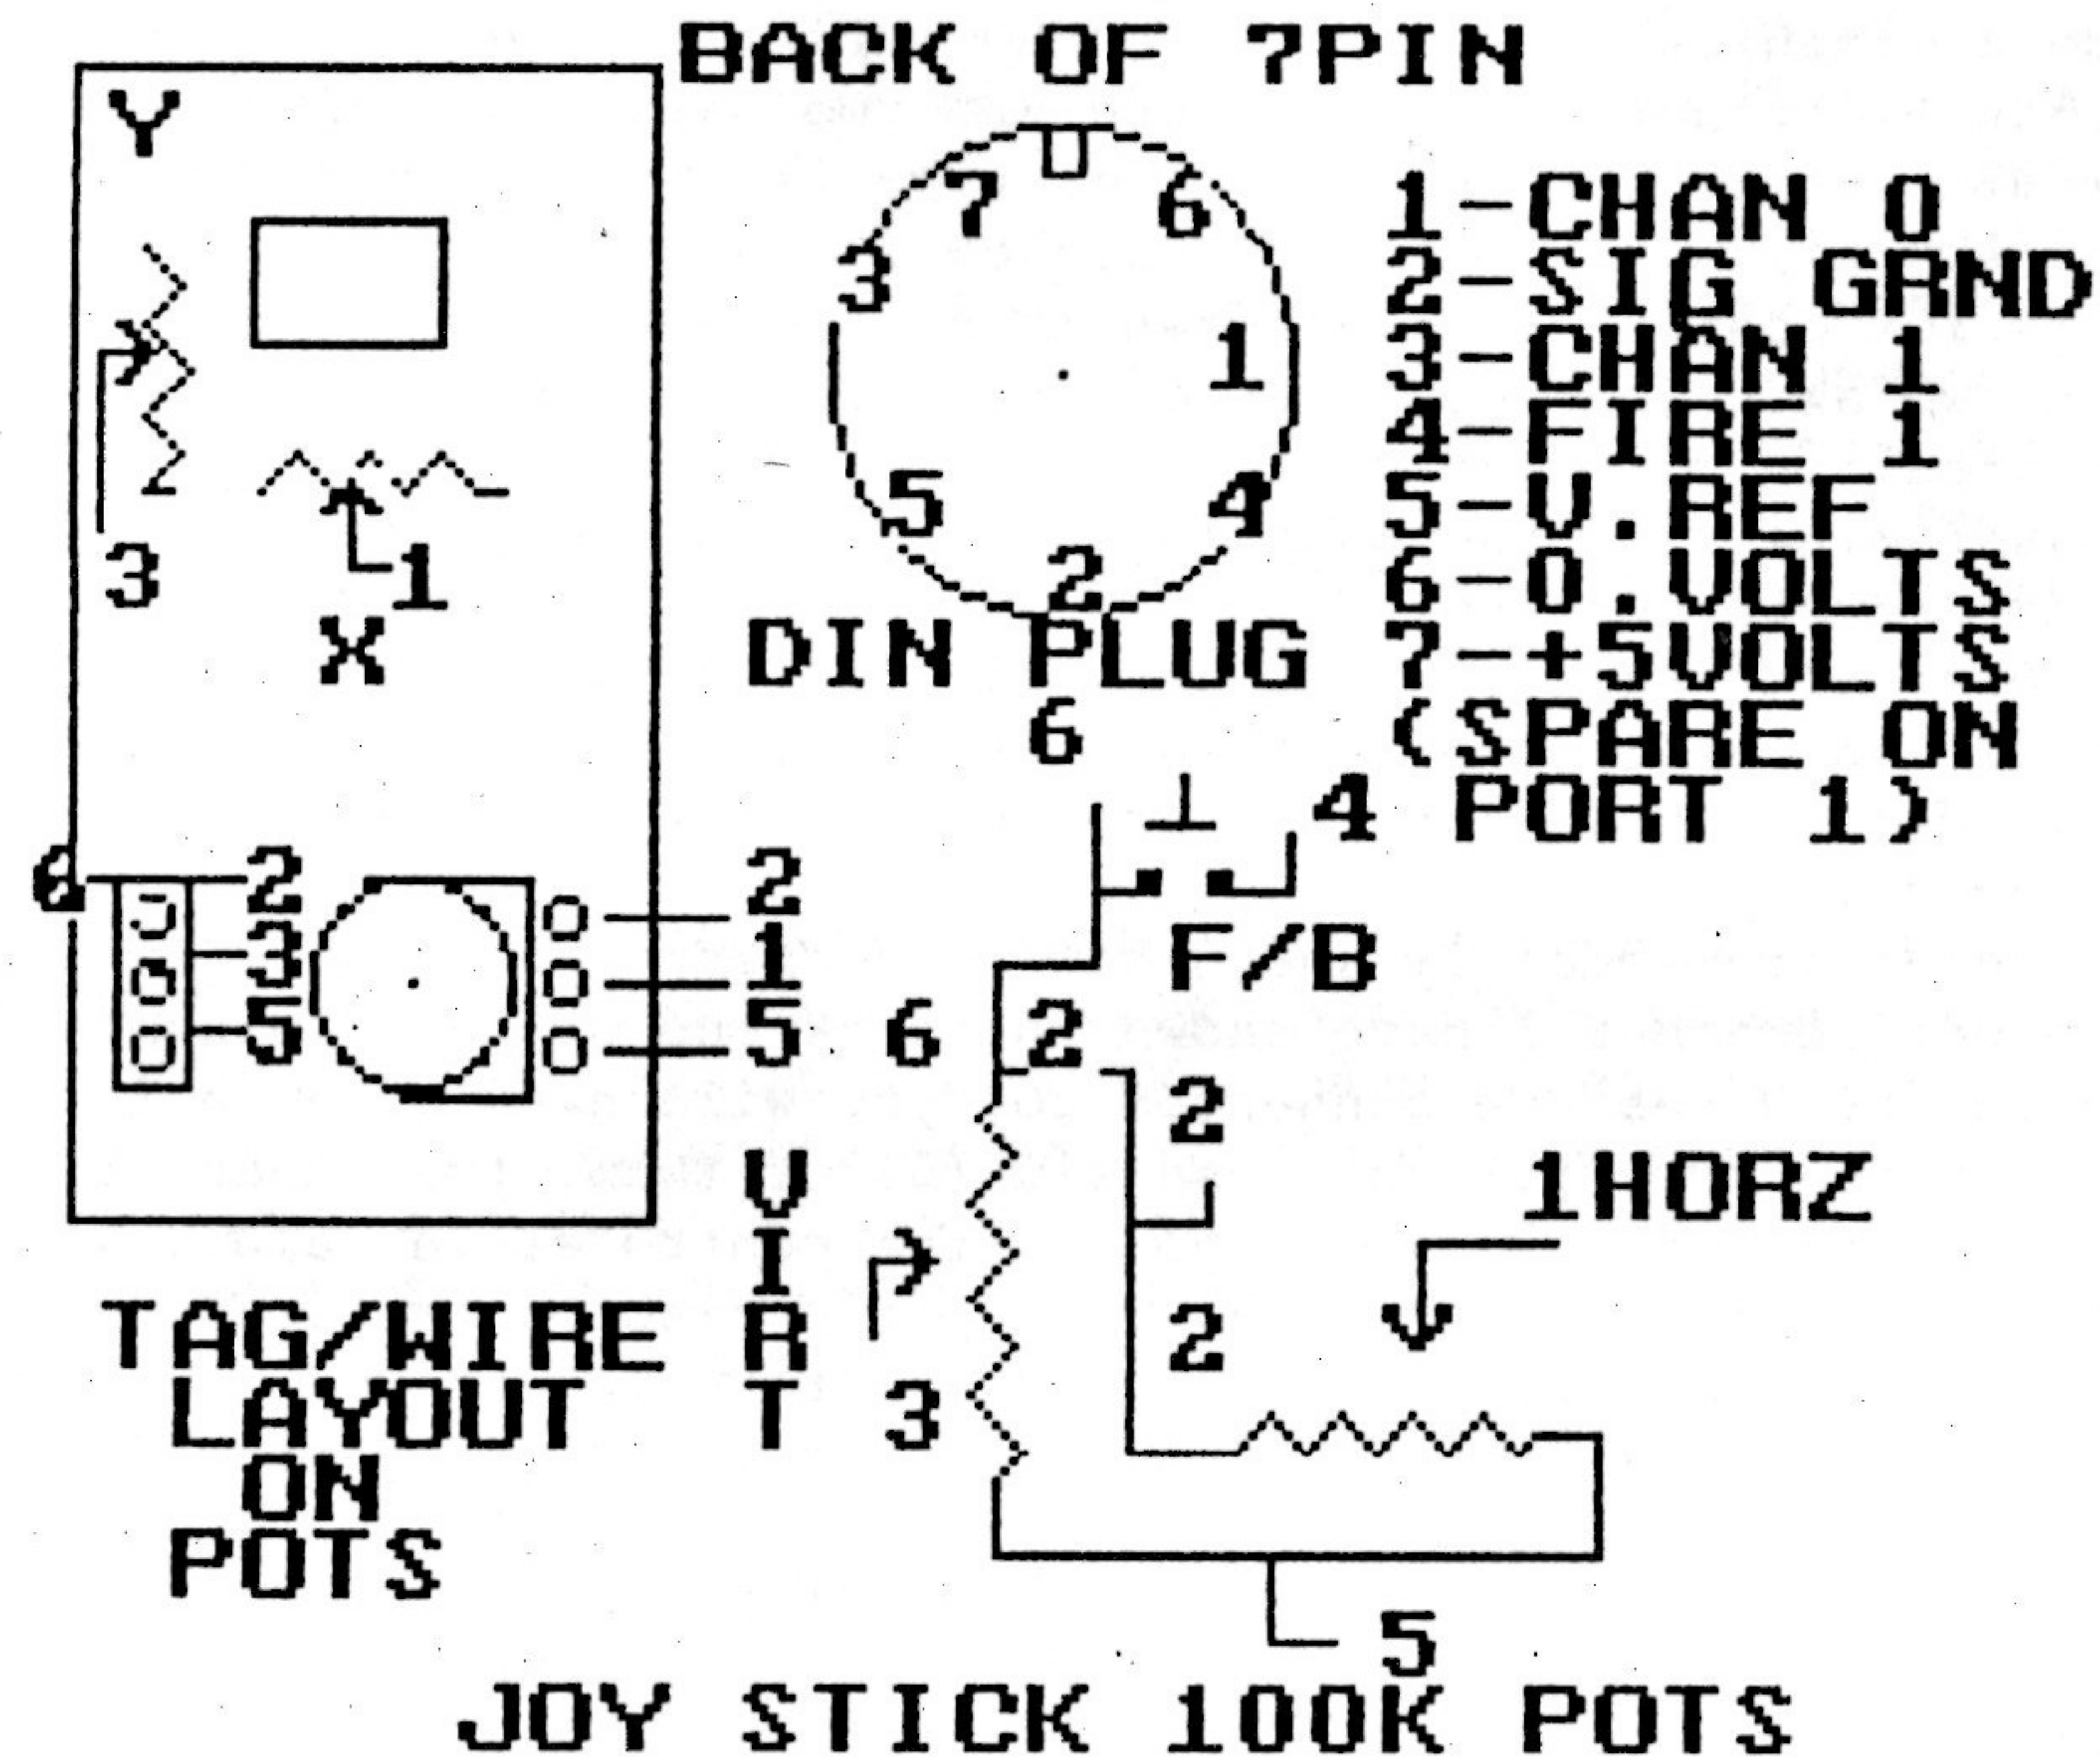 BACK OF 7PIN
Y
7 6
3
1
5 4
2
DIN PLUG
1-CHAN 0
2-SIG GRND
3-CHAN 1
4-FIRE 1
5-V.REF
6-0.VOLTS
7-+5VOLTS
(SPARE ON
PORT 1)
3
1
X
6
2
3
5
2
1
5
TAG/WIRE
LAYOUT
ON
POTS
6
4
F/B
6
2
2
2
VIRT
3
1HORZ
5
JOY STICK 100K POTS